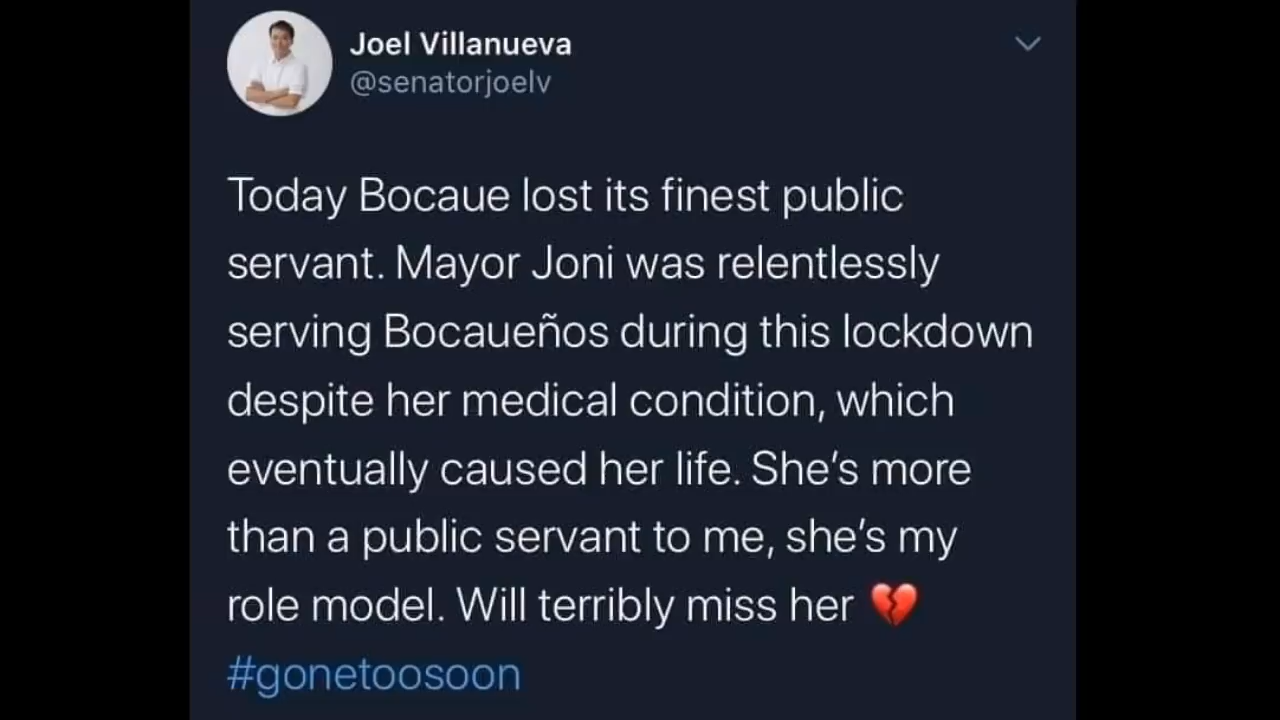 Joel Villanueva
@senatorjoelv
Today Bocaue lost its finest public
servant. Mayor Joni was relentlessly
serving Bocaueños during this lockdown
despite her medical condition, which
eventually caused her life. She’s more
than a public servant to me, she’s my
role model. Will terribly miss her 💔
#gonetoosoon